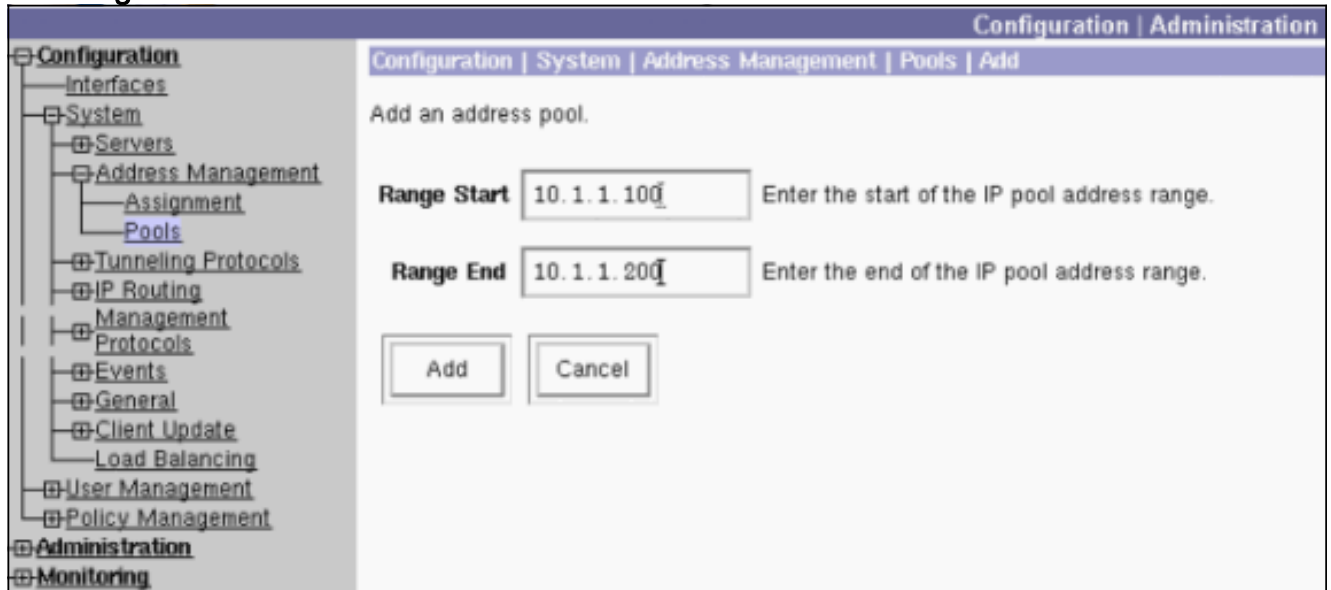 Configuration | Administration
Configuration
Interfaces
System
Servers
Address Management
Assignment
Pools
Tunneling Protocols
IP Routing
Management
Protocols
Events
General
Client Update
Load Balancing
User Management
Policy Management
Administration
Monitoring
Configuration | System | Address Management | Pools | Add
Add an address pool.
Range Start 10.1.1.100 Enter the start of the IP pool address range.
Range End 10.1.1.200 Enter the end of the IP pool address range.
Add Cancel